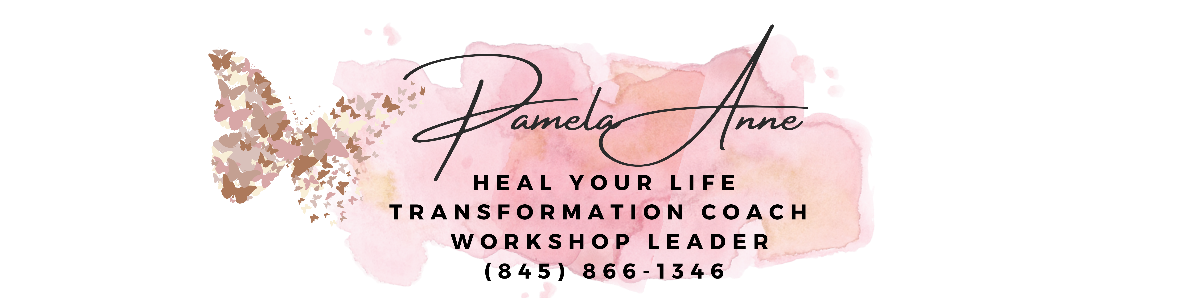 Pamela Anne
HEAL YOUR LIFE
TRANSFORMATION COACH
WORKSHOP LEADER
(845) 866-1346